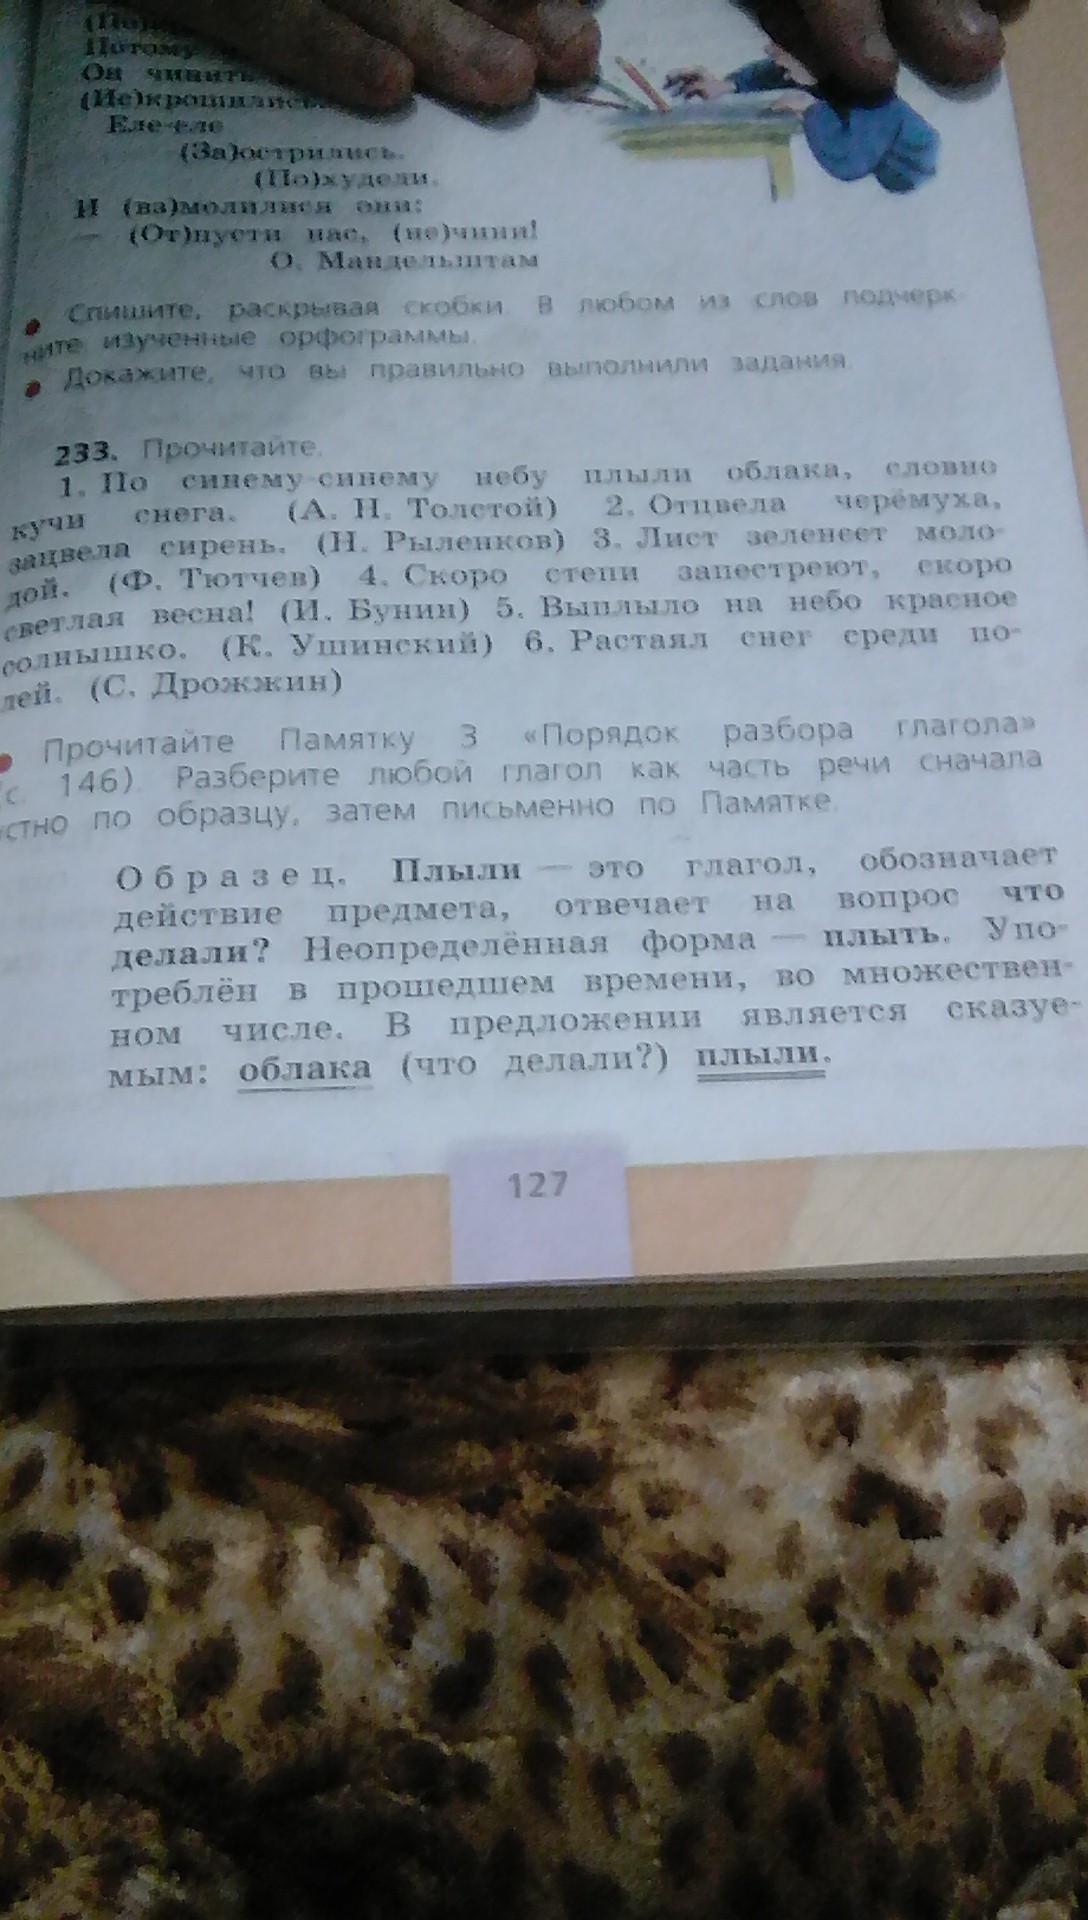 Потому
Он чинить
(Ис)крошились
Еле-еле
(За)острились.
(По)худели.
И (вз)молилися они:
— (От)пусти нас, (не)чини!
О. Мандельштам
• Спишите, раскрывая скобки. В любом из слов подчерк-
ните изученные орфограммы.
• Докажите, что вы правильно выполнили задания.
233. Прочитайте.
1. По синему-синему небу плыли облака, словно
кучи снега. (А. Н. Толстой) 2. Отцвела черёмуха,
зацвела сирень. (Н. Рыленков) 3. Лист зеленеет моло-
дой. (Ф. Тютчев) 4. Скоро степи запестреют, скоро
светлая весна! (И. Бунин) 5. Выплыло на небо красное
солнышко. (К. Ушинский) 6. Растаял снег среди по-
лей. (С. Дрожжин)
• Прочитайте Памятку 3 «Порядок разбора глагола»
(с. 146). Разберите любой глагол как часть речи сначала
устно по образцу, затем письменно по Памятке.
Образец. Плыли — это глагол, обозначает
действие предмета, отвечает на вопрос что
делали? Неопределённая форма — плыть. Упо-
треблён в прошедшем времени, во множествен-
ном числе. В предложении является сказуе-
мым: облака (что делали?) плыли.
127